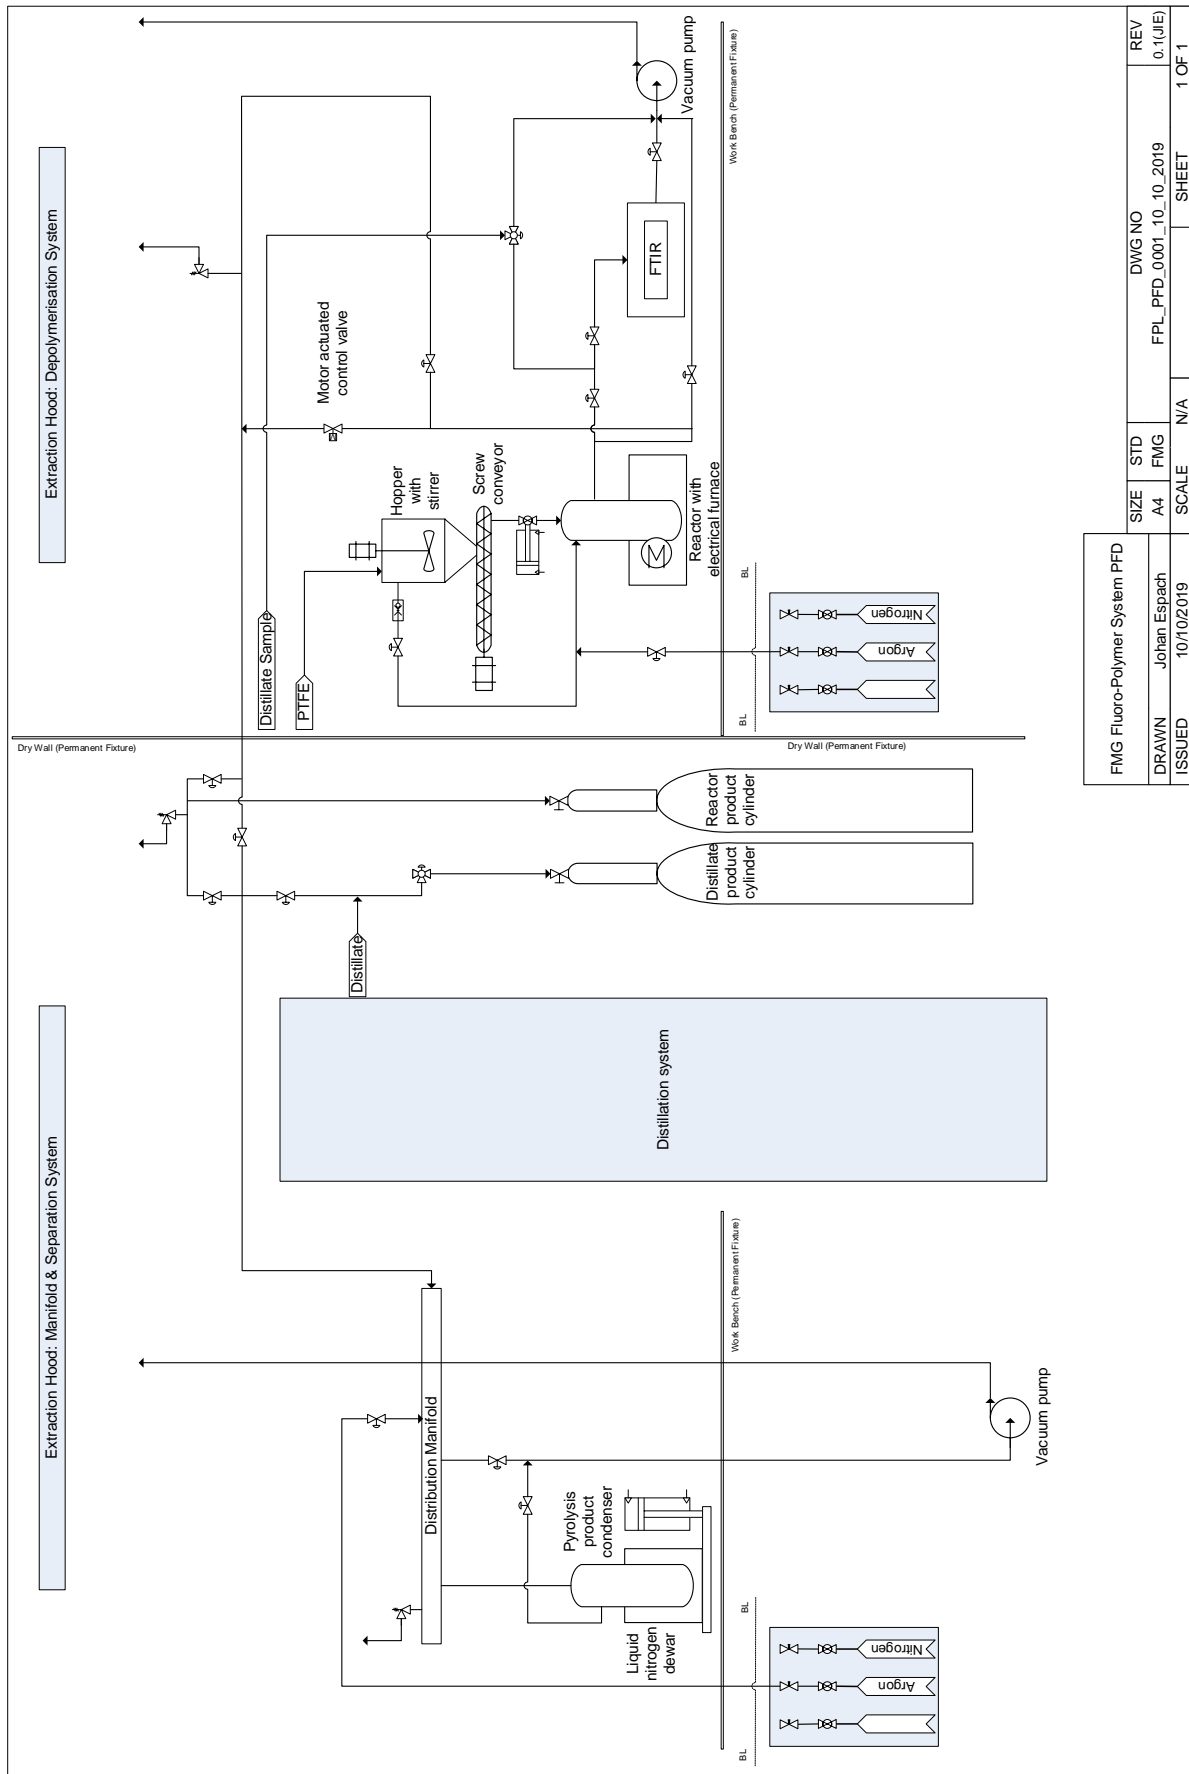 Extraction Hood: Manifold & Separation System
Extraction Hood: Depolymerisation System
Dry Wall (Permanent Fixture)
Distillate Sample
PTFE
Motor actuated
control valve
Hopper
with
stirrer
Screw
conveyor
Reactor with
electrical furnace
M
FTIR
Vacuum pump
Work Bench (Permanent Fixture)
BL
BL
Argon
Nitrogen
Dry Wall (Permanent Fixture)
Distillate
Distillate
product
cylinder
Reactor
product
cylinder
Distillation system
Distribution Manifold
Pyrolysis
product
condenser
Liquid
nitrogen
dewar
Vacuum pump
Work Bench (Permanent Fixture)
BL
BL
Argon
Nitrogen
FMG Fluoro-Polymer System PFD
DRAWN Johan Espach
ISSUED 10/10/2019
SIZE STD DWG NO REV
A4 FMG FPL_PFD_0001_10_10_2019 0.1(JIE)
SCALE N/A SHEET 1 OF 1